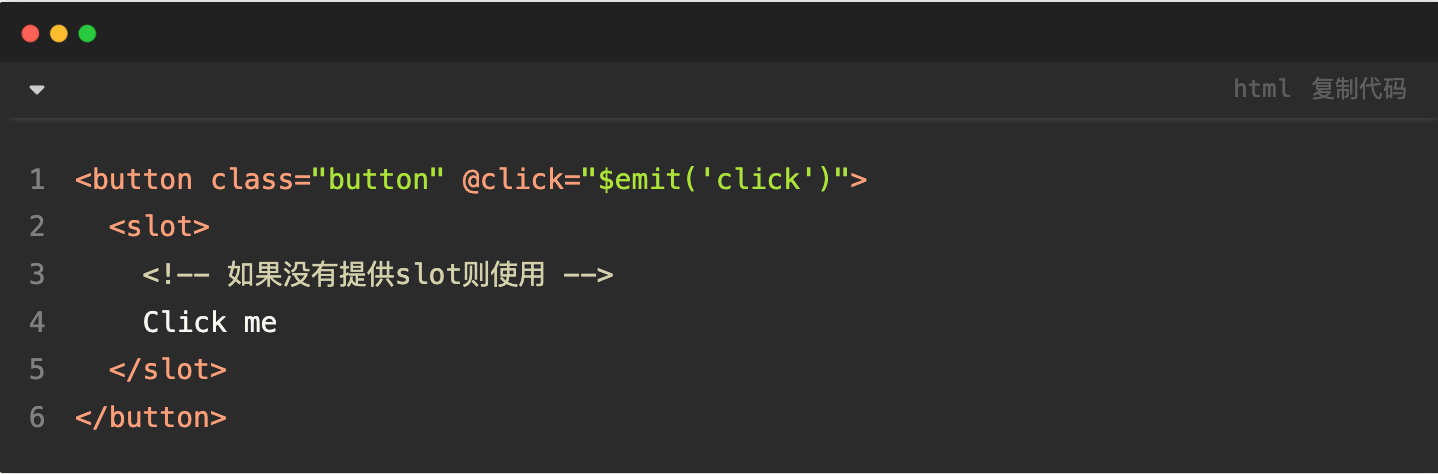 html 复制代码
1 <button class="button" @click="$emit('click')">
2   <slot>
3     <!-- 如果没有提供slot则使用 -->
4     Click me
5   </slot>
6 </button>